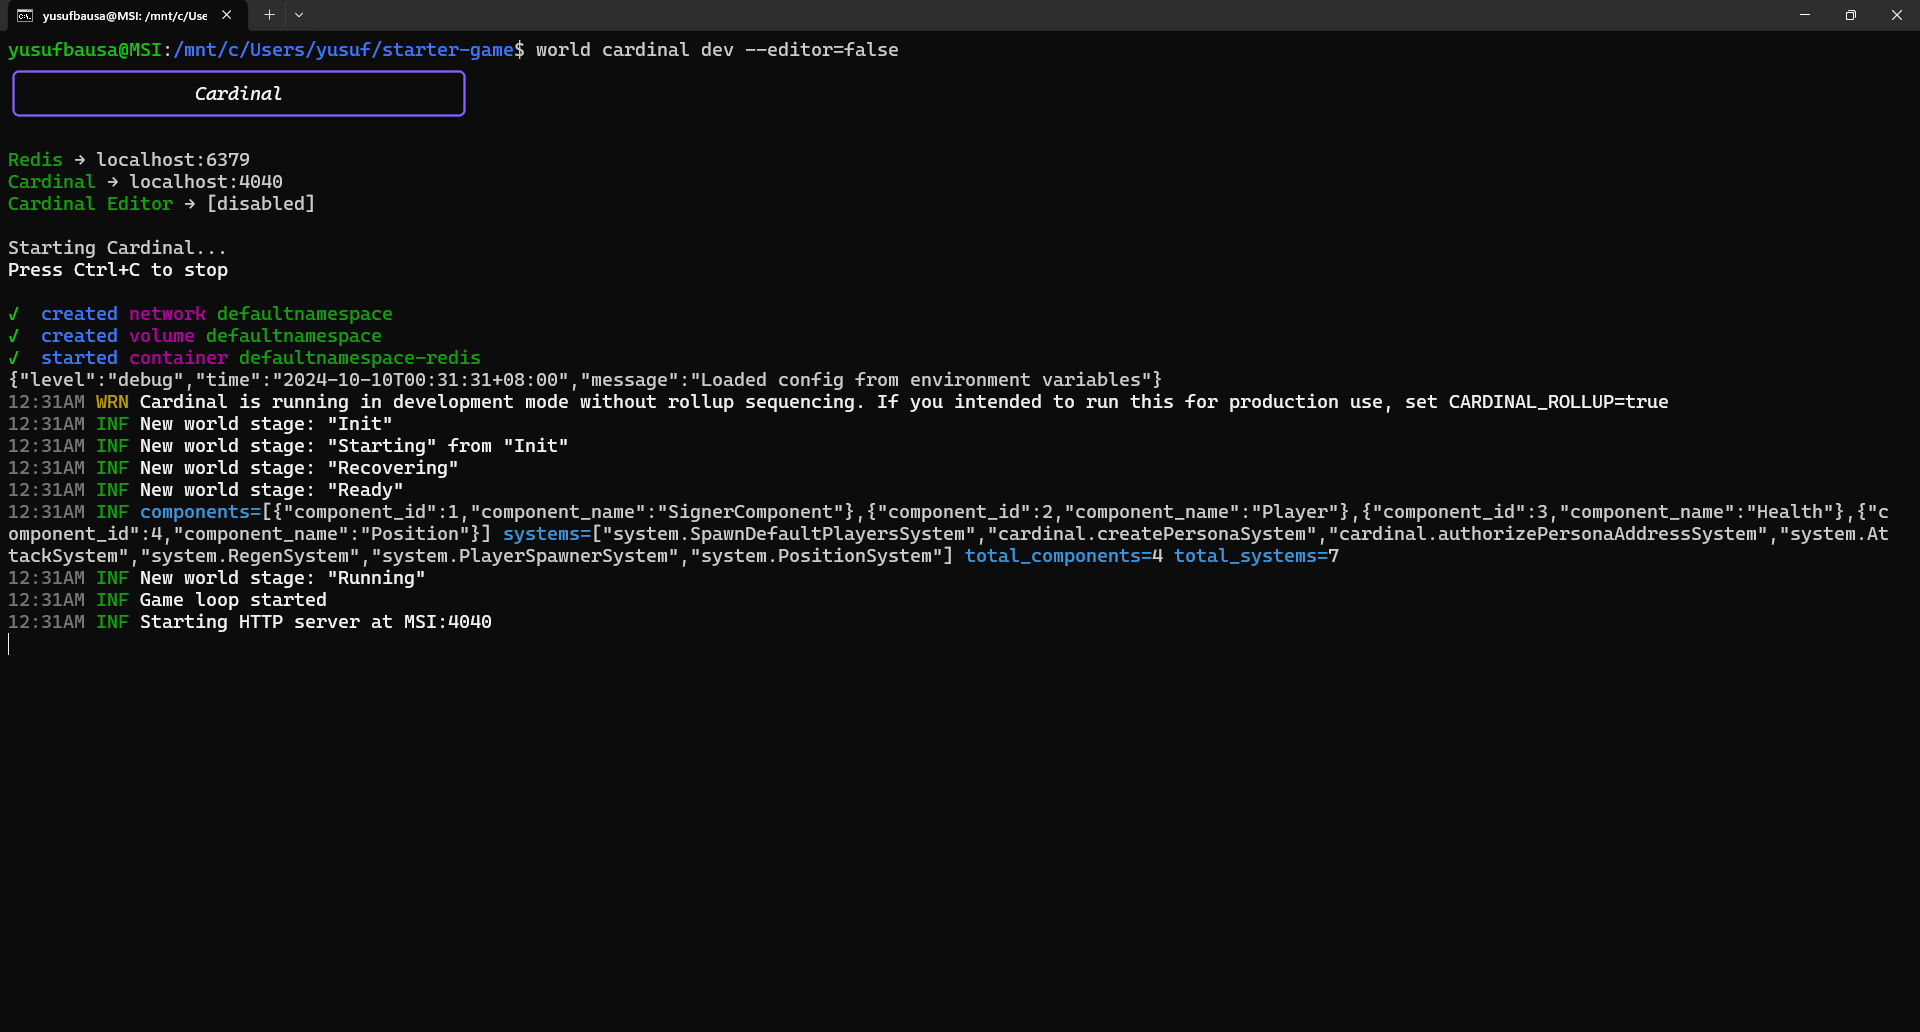 yusufbausa@MSI: /mnt/c/Use
yusufbausa@MSI:/mnt/c/Users/yusuf/starter-game$ world cardinal dev --editor=false
Cardinal
Redis → localhost:6379
Cardinal → localhost:4040
Cardinal Editor → [disabled]
Starting Cardinal...
Press Ctrl+C to stop
✓ created network defaultnamespace
✓ created volume defaultnamespace
✓ started container defaultnamespace-redis
{"level":"debug","time":"2024-10-10T00:31:31+08:00","message":"Loaded config from environment variables"}
12:31AM WRN Cardinal is running in development mode without rollup sequencing. If you intended to run this for production use, set CARDINAL_ROLLUP=true
12:31AM INF New world stage: "Init"
12:31AM INF New world stage: "Starting" from "Init"
12:31AM INF New world stage: "Recovering"
12:31AM INF New world stage: "Ready"
12:31AM INF components=[{"component_id":1,"component_name":"SignerComponent"},{"component_id":2,"component_name":"Player"},{"component_id":3,"component_name":"Health"},{"c
omponent_id":4,"component_name":"Position"}] systems=["system.SpawnDefaultPlayersSystem","cardinal.createPersonaSystem","cardinal.authorizePersonaAddressSystem","system.At
tackSystem","system.RegenSystem","system.PlayerSpawnerSystem","system.PositionSystem"] total_components=4 total_systems=7
12:31AM INF New world stage: "Running"
12:31AM INF Game loop started
12:31AM INF Starting HTTP server at MSI:4040